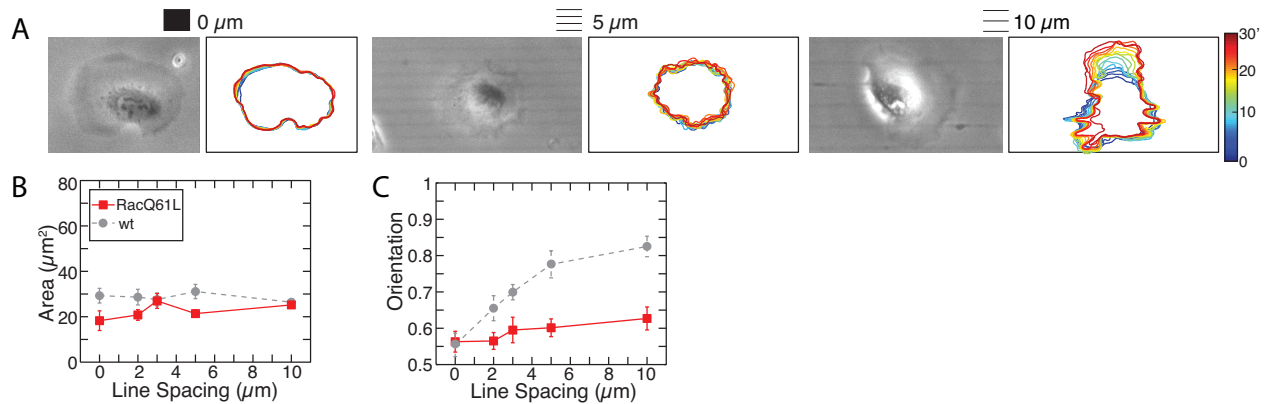 A
0 µm
5 µm
10 µm
30’
20
10
0
B
80
60
40
20
0
Area (µm²)
RacQ61L
wt
0 2 4 6 8 10
Line Spacing (µm)
C
1
0.9
0.8
0.7
0.6
0.5
Orientation
0 2 4 6 8 10
Line Spacing (µm)